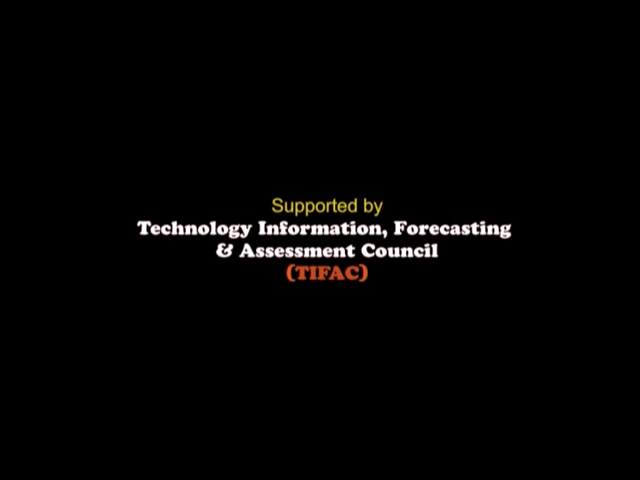 Supported by
Technology Information, Forecasting
& Assessment Council
(TIFAC)